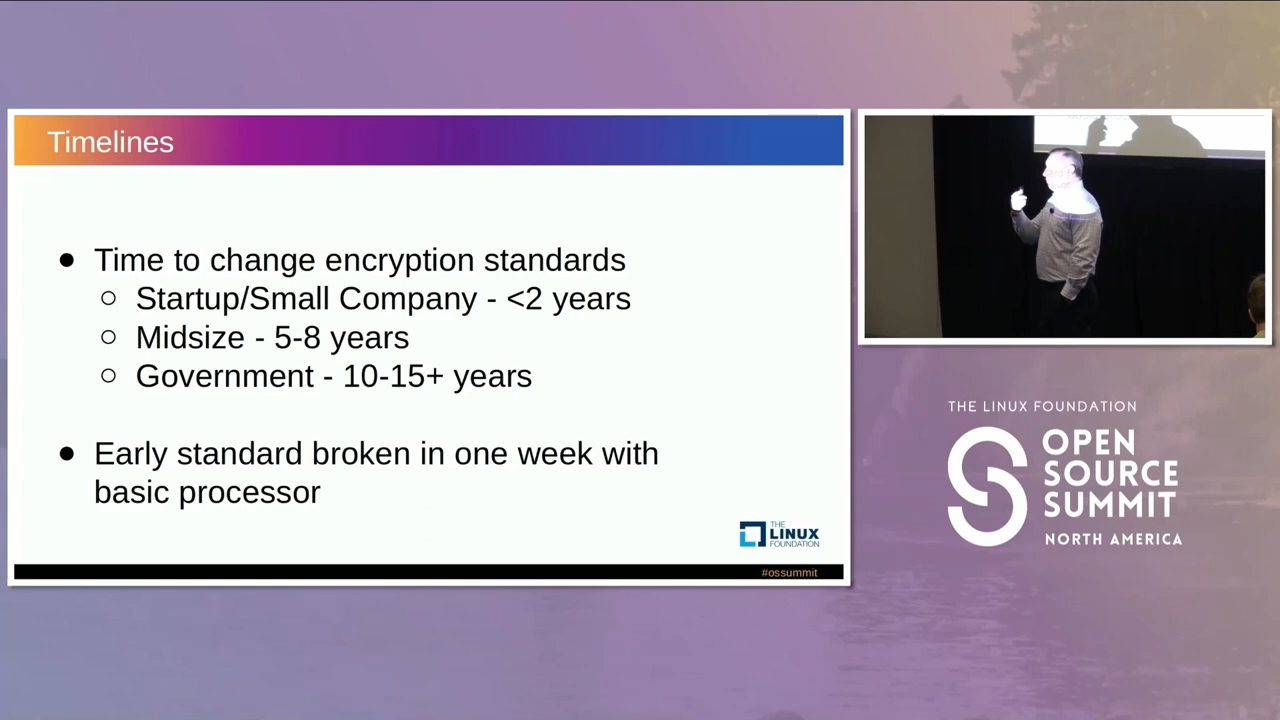 Timelines
● Time to change encryption standards
○ Startup/Small Company - <2 years
○ Midsize - 5-8 years
○ Government - 10-15+ years
● Early standard broken in one week with
basic processor
THE
LINUX
FOUNDATION
#ossummit
THE LINUX FOUNDATION
OPEN
SOURCE
SUMMIT
NORTH AMERICA